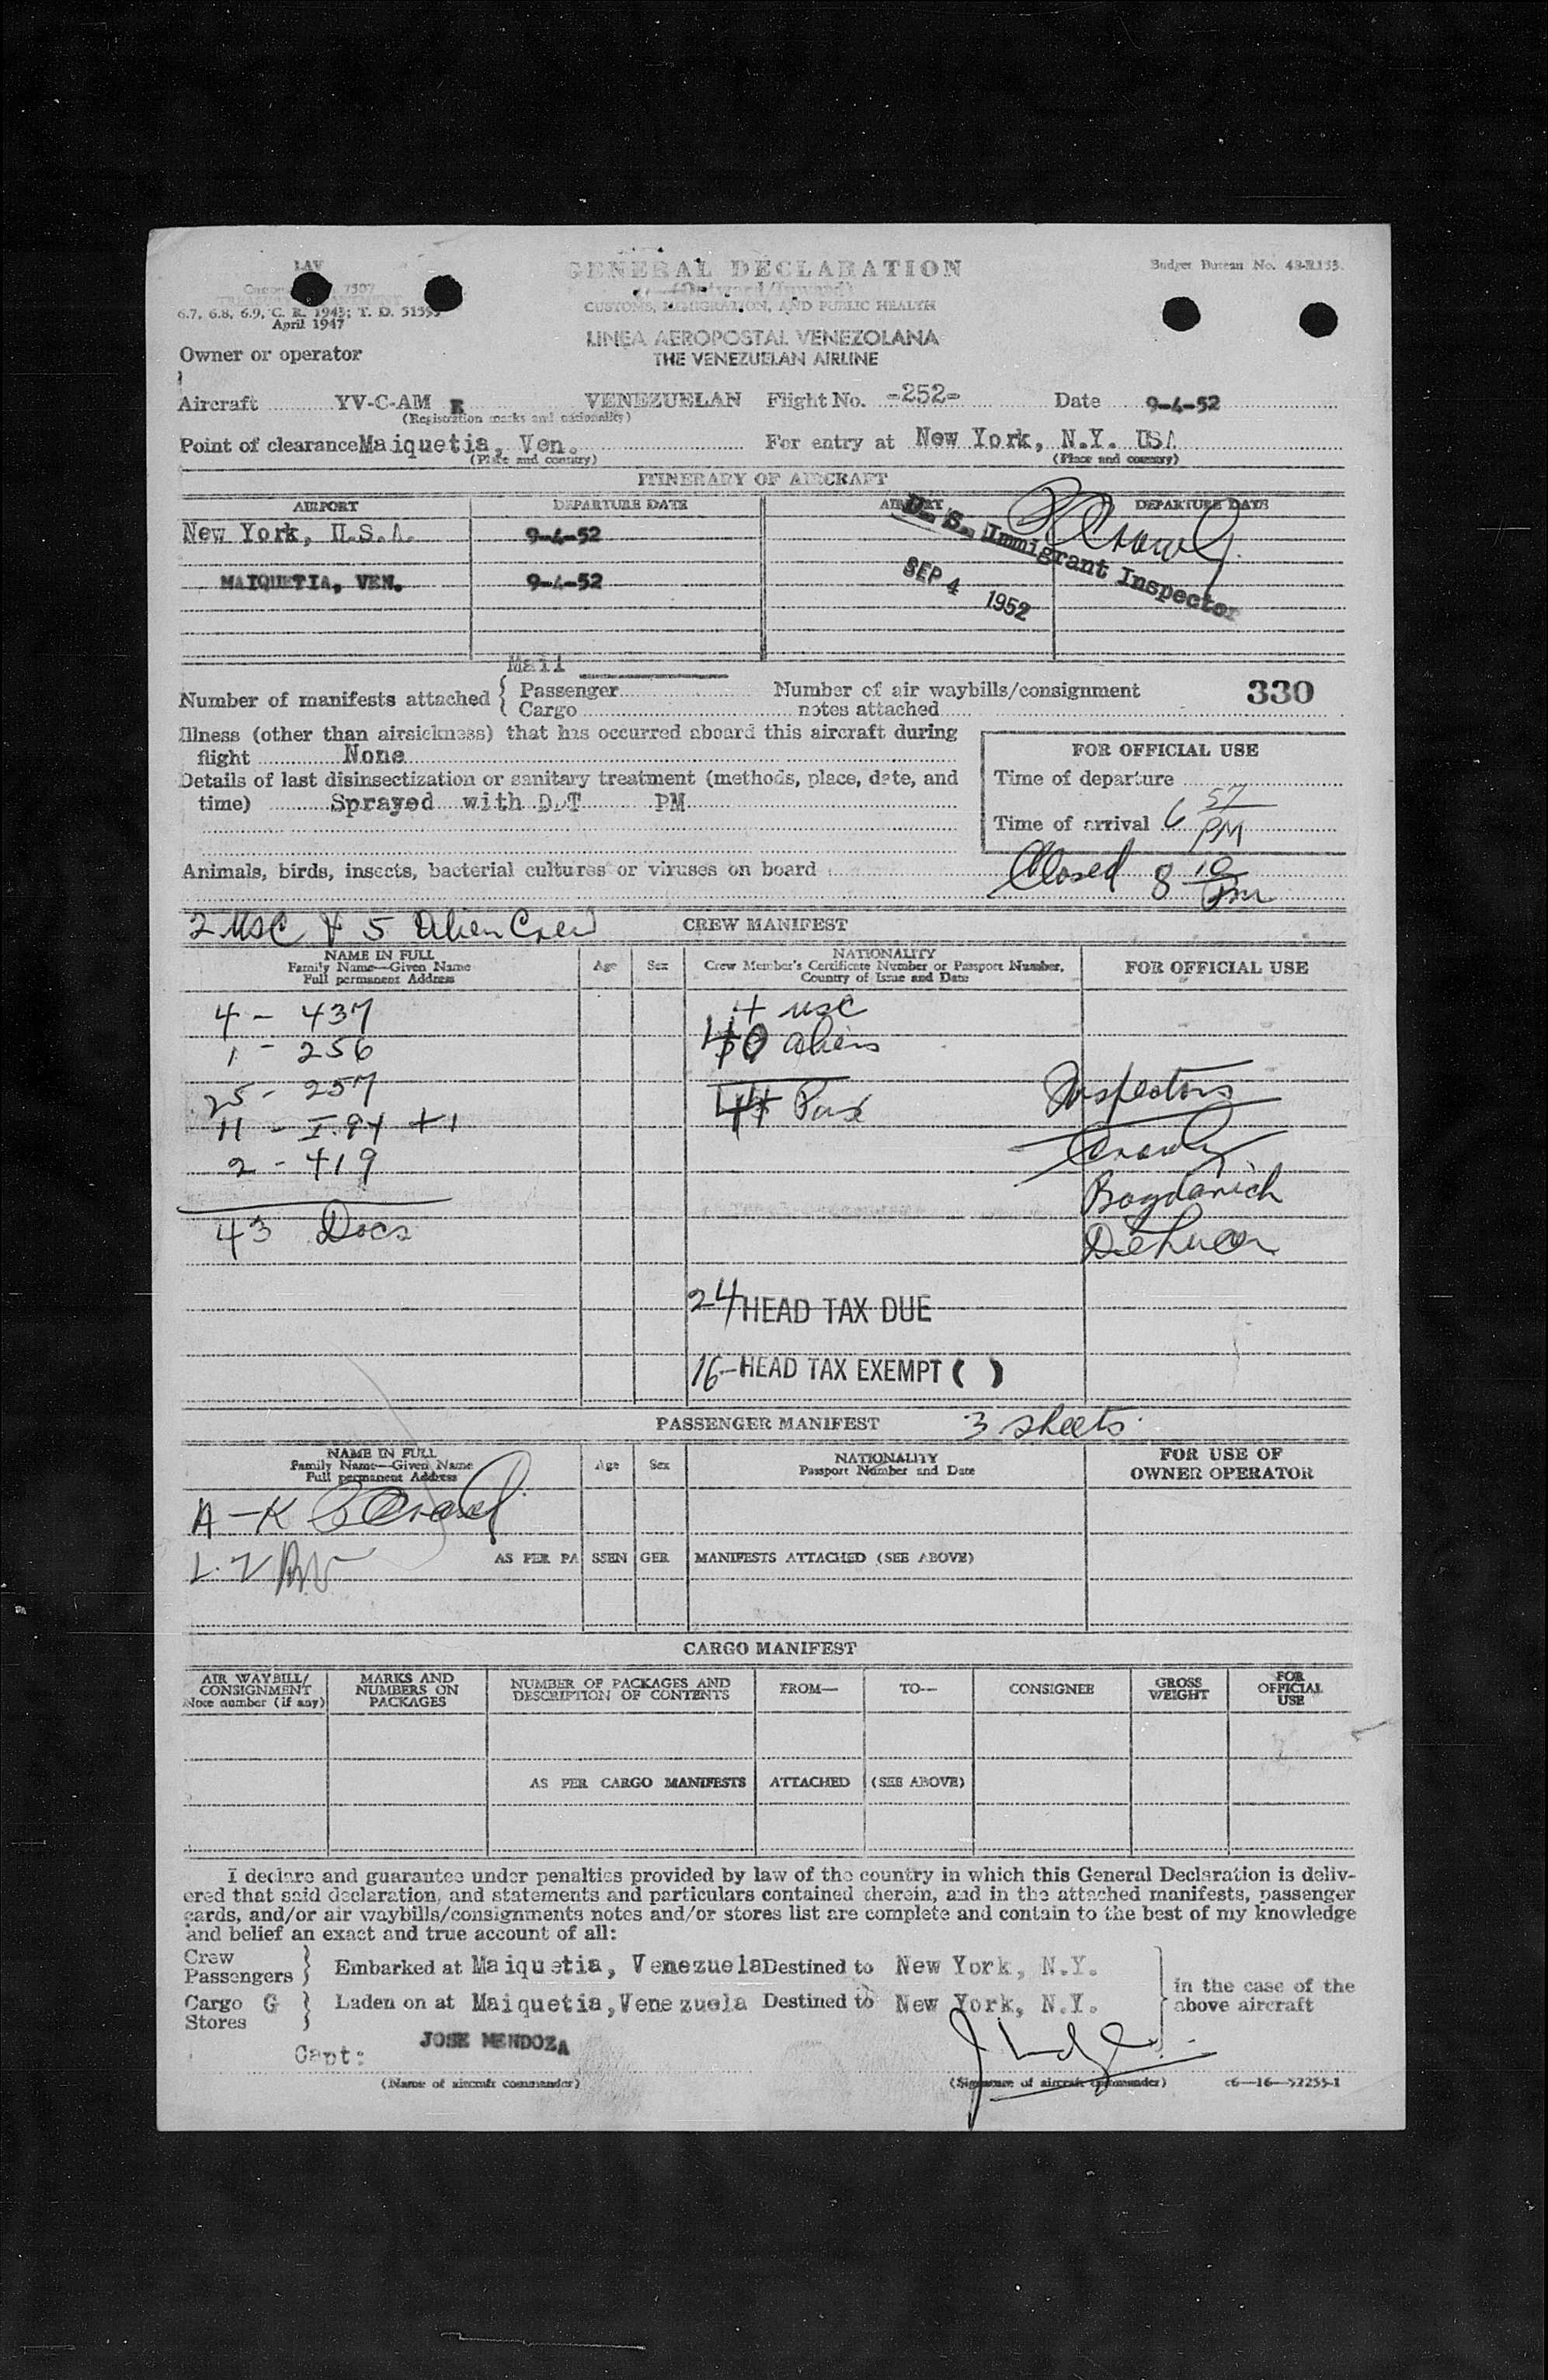 LAV
7507
6.7, 6.8, 6.9, C. R. 1943; T. D. 51595
April 1947
GENERAL DECLARATION
(Outward/Inward)
CUSTOMS, IMMIGRATION, AND PUBLIC HEALTH
LINEA AEROPOSTAL VENEZOLANA
THE VENEZUELAN AIRLINE
Budget Bureau No. 48-R155.
Owner or operator
Aircraft YV-C-AM E VENEZUELAN Flight No. -252- Date 9-4-52
(Registration marks and nationality)
Point of clearance Maiquetia, Ven. For entry at New York, N.Y. USA
(Place and country) (Place and country)
ITINERARY OF AIRCRAFT
AIRPORT DEPARTURE DATE AIRPORT DEPARTURE DATE
New York, U.S.A. 9-4-52
MAIQUETIA, VEN. 9-4-52
U. S. Immigrant Inspector
SEP 4 1952
Mail
Number of manifests attached { Passenger Number of air waybills/consignment 330
Cargo notes attached
Illness (other than airsickness) that has occurred aboard this aircraft during
flight None
Details of last disinsectization or sanitary treatment (methods, place, date, and
time) Sprayed with DDT PM
FOR OFFICIAL USE
Time of departure
Time of arrival 6 57 PM
Animals, birds, insects, bacterial cultures or viruses on board
Closed 8 10 pm
2 USC & 5 Alien Crew CREW MANIFEST
NAME IN FULL
Family Name—Given Name
Full permanent Address
Age Sex
NATIONALITY
Crew Member's Certificate Number or Passport Number,
Country of Issue and Date
FOR OFFICIAL USE
4 - 437 4 usc
1 - 256 40 aliens
25 - 257 44 Pax Inspectors
11 - I.94 +1 Crowly
2 - 419 Bogdanich
43 Docs DeLuca
24 HEAD TAX DUE
16- HEAD TAX EXEMPT ( )
PASSENGER MANIFEST 3 sheets
NAME IN FULL
Family Name—Given Name
Full permanent Address
Age Sex
NATIONALITY
Passport Number and Date
FOR USE OF
OWNER OPERATOR
A - K
L. Z
AS PER PASSENGER MANIFESTS ATTACHED (SEE ABOVE)
CARGO MANIFEST
AIR WAYBILL/
CONSIGNMENT
Note number (if any)
MARKS AND
NUMBERS ON
PACKAGES
NUMBER OF PACKAGES AND
DESCRIPTION OF CONTENTS
FROM— TO— CONSIGNEE
GROSS
WEIGHT
FOR
OFFICIAL
USE
AS PER CARGO MANIFESTS ATTACHED (SEE ABOVE)
I declare and guarantee under penalties provided by law of the country in which this General Declaration is deliv-
ered that said declaration, and statements and particulars contained therein, and in the attached manifests, passenger
cards, and/or air waybills/consignments notes and/or stores list are complete and contain to the best of my knowledge
and belief an exact and true account of all:
Crew
Passengers } Embarked at Maiquetia, Venezuela Destined to New York, N.Y.
Cargo G } Laden on at Maiquetia, Venezuela Destined to New York, N.Y.
Stores
in the case of the
above aircraft
Capt: JOSE MENDOZA
(Name of aircraft commander) (Signature of aircraft commander) c6—16—52255-1